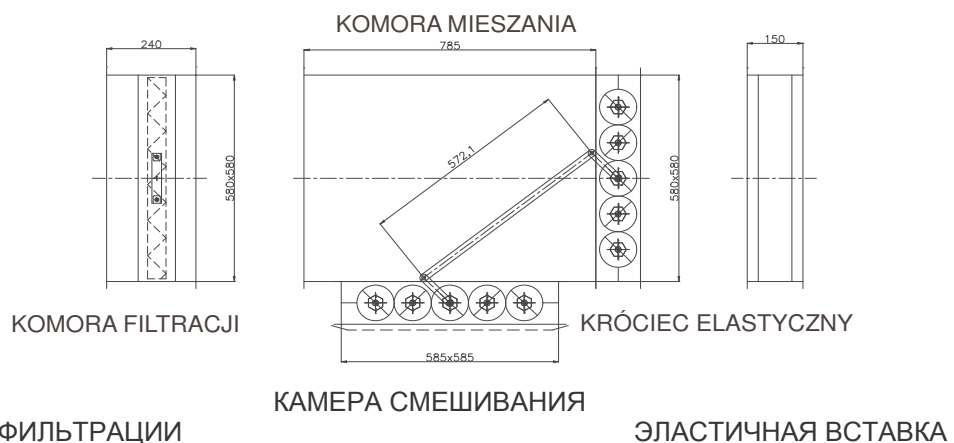 KOMORA MIESZANIA
240
785
150
572,1
580x580
580x580
580x580
KOMORA FILTRACJI
KRÓCIEC ELASTYCZNY
585x585
КАМЕРА СМЕШИВАНИЯ
ФИЛЬТРАЦИИ
ЭЛАСТИЧНАЯ ВСТАВКА